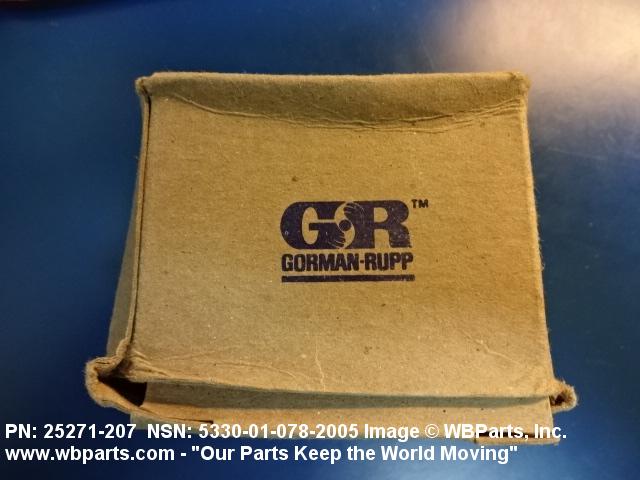 GR™
GORMAN-RUPP
PN: 25271-207 NSN: 5330-01-078-2005 Image © WBParts, Inc.
www.wbparts.com - "Our Parts Keep the World Moving"